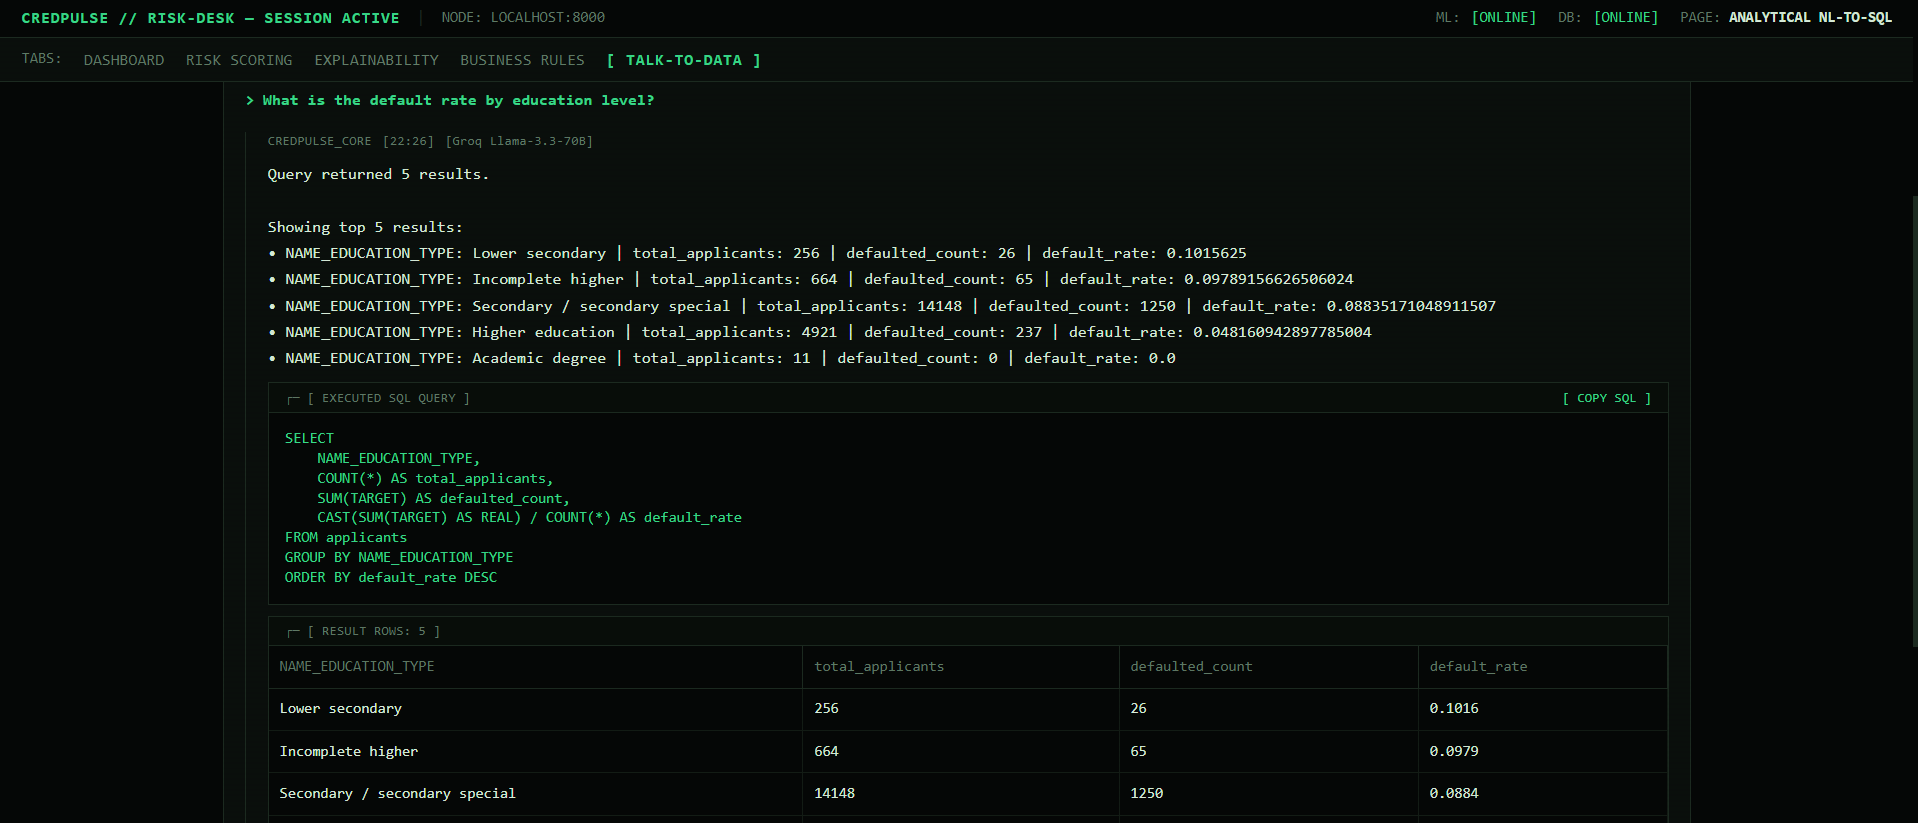 CREDPULSE // RISK-DESK — SESSION ACTIVE | NODE: LOCALHOST:8000 ML: [ONLINE] DB: [ONLINE] PAGE: ANALYTICAL NL-TO-SQL
TABS: DASHBOARD RISK SCORING EXPLAINABILITY BUSINESS RULES [ TALK-TO-DATA ]
> What is the default rate by education level?
CREDPULSE_CORE [22:26] [Groq Llama-3.3-70B]
Query returned 5 results.
Showing top 5 results:
• NAME_EDUCATION_TYPE: Lower secondary | total_applicants: 256 | defaulted_count: 26 | default_rate: 0.1015625
• NAME_EDUCATION_TYPE: Incomplete higher | total_applicants: 664 | defaulted_count: 65 | default_rate: 0.09789156626506024
• NAME_EDUCATION_TYPE: Secondary / secondary special | total_applicants: 14148 | defaulted_count: 1250 | default_rate: 0.08835171048911507
• NAME_EDUCATION_TYPE: Higher education | total_applicants: 4921 | defaulted_count: 237 | default_rate: 0.048160942897785004
• NAME_EDUCATION_TYPE: Academic degree | total_applicants: 11 | defaulted_count: 0 | default_rate: 0.0
┌─ [ EXECUTED SQL QUERY ] [ COPY SQL ]
SELECT
    NAME_EDUCATION_TYPE,
    COUNT(*) AS total_applicants,
    SUM(TARGET) AS defaulted_count,
    CAST(SUM(TARGET) AS REAL) / COUNT(*) AS default_rate
FROM applicants
GROUP BY NAME_EDUCATION_TYPE
ORDER BY default_rate DESC
┌─ [ RESULT ROWS: 5 ]
NAME_EDUCATION_TYPE total_applicants defaulted_count default_rate
Lower secondary 256 26 0.1016
Incomplete higher 664 65 0.0979
Secondary / secondary special 14148 1250 0.0884